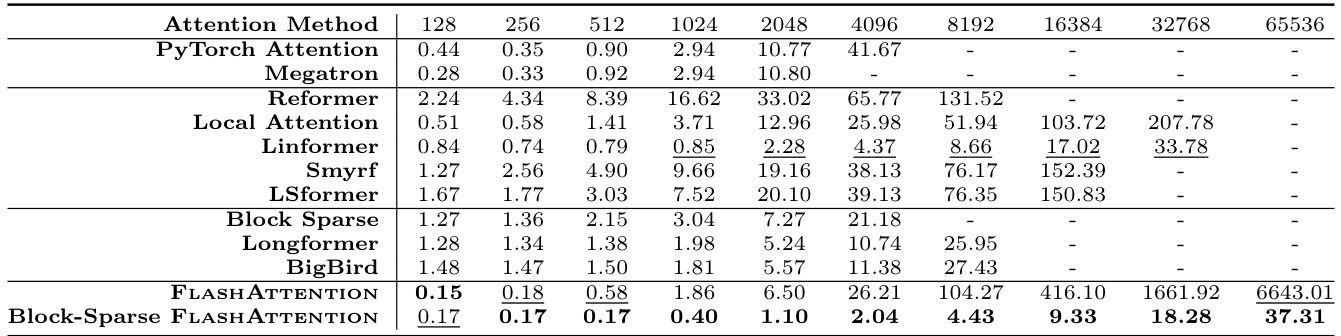 Attention Method 128 256 512 1024 2048 4096 8192 16384 32768 65536
PyTorch Attention 0.44 0.35 0.90 2.94 10.77 41.67 - - - -
Megatron 0.28 0.33 0.92 2.94 10.80 - - - - -
Reformer 2.24 4.34 8.39 16.62 33.02 65.77 131.52 - - -
Local Attention 0.51 0.58 1.41 3.71 12.96 25.98 51.94 103.72 207.78 -
Linformer 0.84 0.74 0.79 0.85 2.28 4.37 8.66 17.02 33.78 -
Smyrf 1.27 2.56 4.90 9.66 19.16 38.13 76.17 152.39 - -
LSformer 1.67 1.77 3.03 7.52 20.10 39.13 76.35 150.83 - -
Block Sparse 1.27 1.36 2.15 3.04 7.27 21.18 - - - -
Longformer 1.28 1.34 1.38 1.98 5.24 10.74 25.95 - - -
BigBird 1.48 1.47 1.50 1.81 5.57 11.38 27.43 - - -
FlashAttention 0.15 0.18 0.58 1.86 6.50 26.21 104.27 416.10 1661.92 6643.01
Block-Sparse FlashAttention 0.17 0.17 0.17 0.40 1.10 2.04 4.43 9.33 18.28 37.31